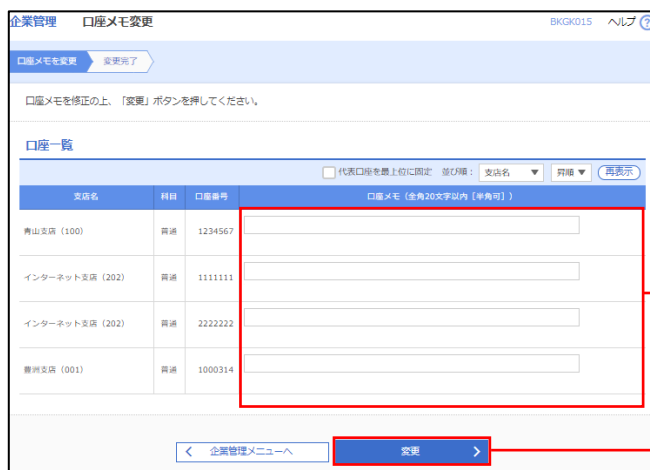 企業管理 口座メモ変更 BKGK015 ヘルプ ?
口座メモを変更 変更完了
口座メモを修正の上、「変更」ボタンを押してください。
口座一覧
代表口座を最上位に固定 並び順： 支店名 ▼ 昇順 ▼ 再表示
支店名 科目 口座番号 口座メモ（全角20文字以内［半角可］）
青山支店（100） 普通 1234567
インターネット支店（202） 普通 1111111
インターネット支店（202） 普通 2222222
豊洲支店（001） 普通 1000314
企業管理メニューへ 変更